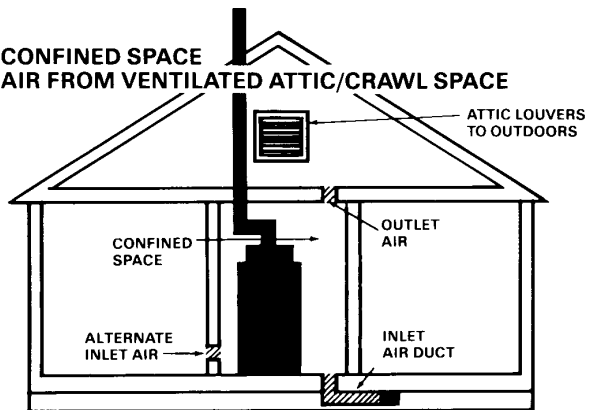 CONFINED SPACE
AIR FROM VENTILATED ATTIC/CRAWL SPACE
ATTIC LOUVERS
TO OUTDOORS
OUTLET
AIR
CONFINED
SPACE
ALTERNATE
INLET AIR
INLET
AIR DUCT